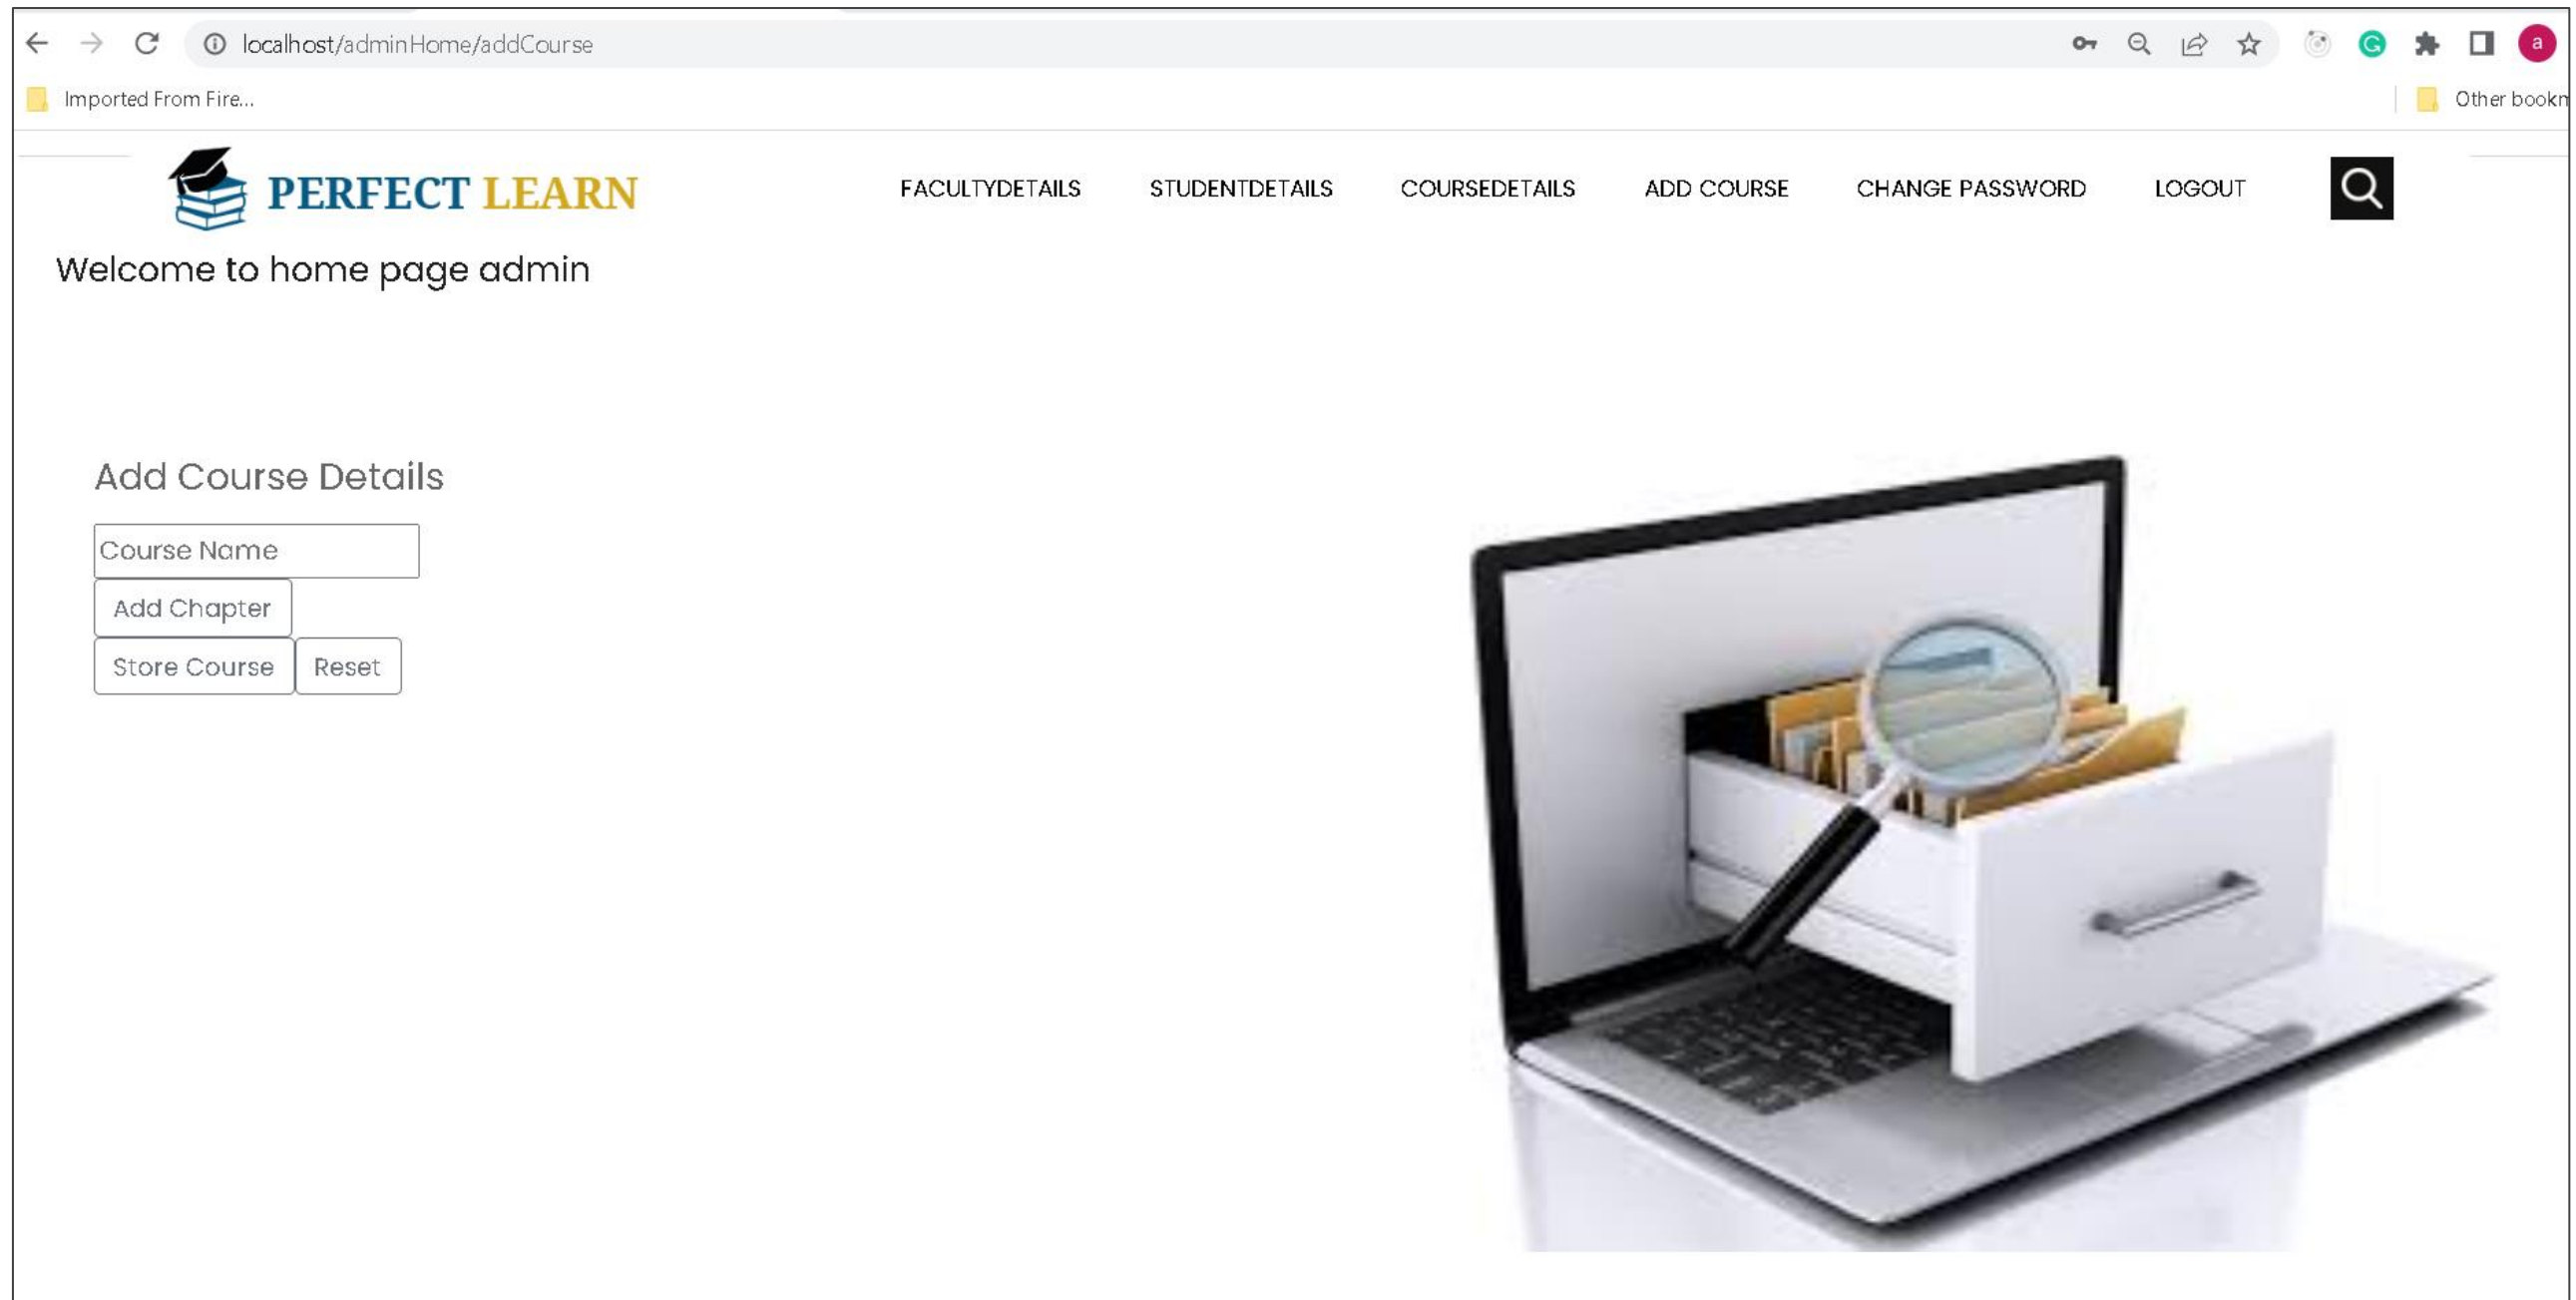 localhost/adminHome/addCourse
a
Imported From Fire...
Other bookm
PERFECT LEARN
FACULTYDETAILS STUDENTDETAILS COURSEDETAILS ADD COURSE CHANGE PASSWORD LOGOUT
Welcome to home page admin
Add Course Details
Course Name
Add Chapter
Store Course Reset